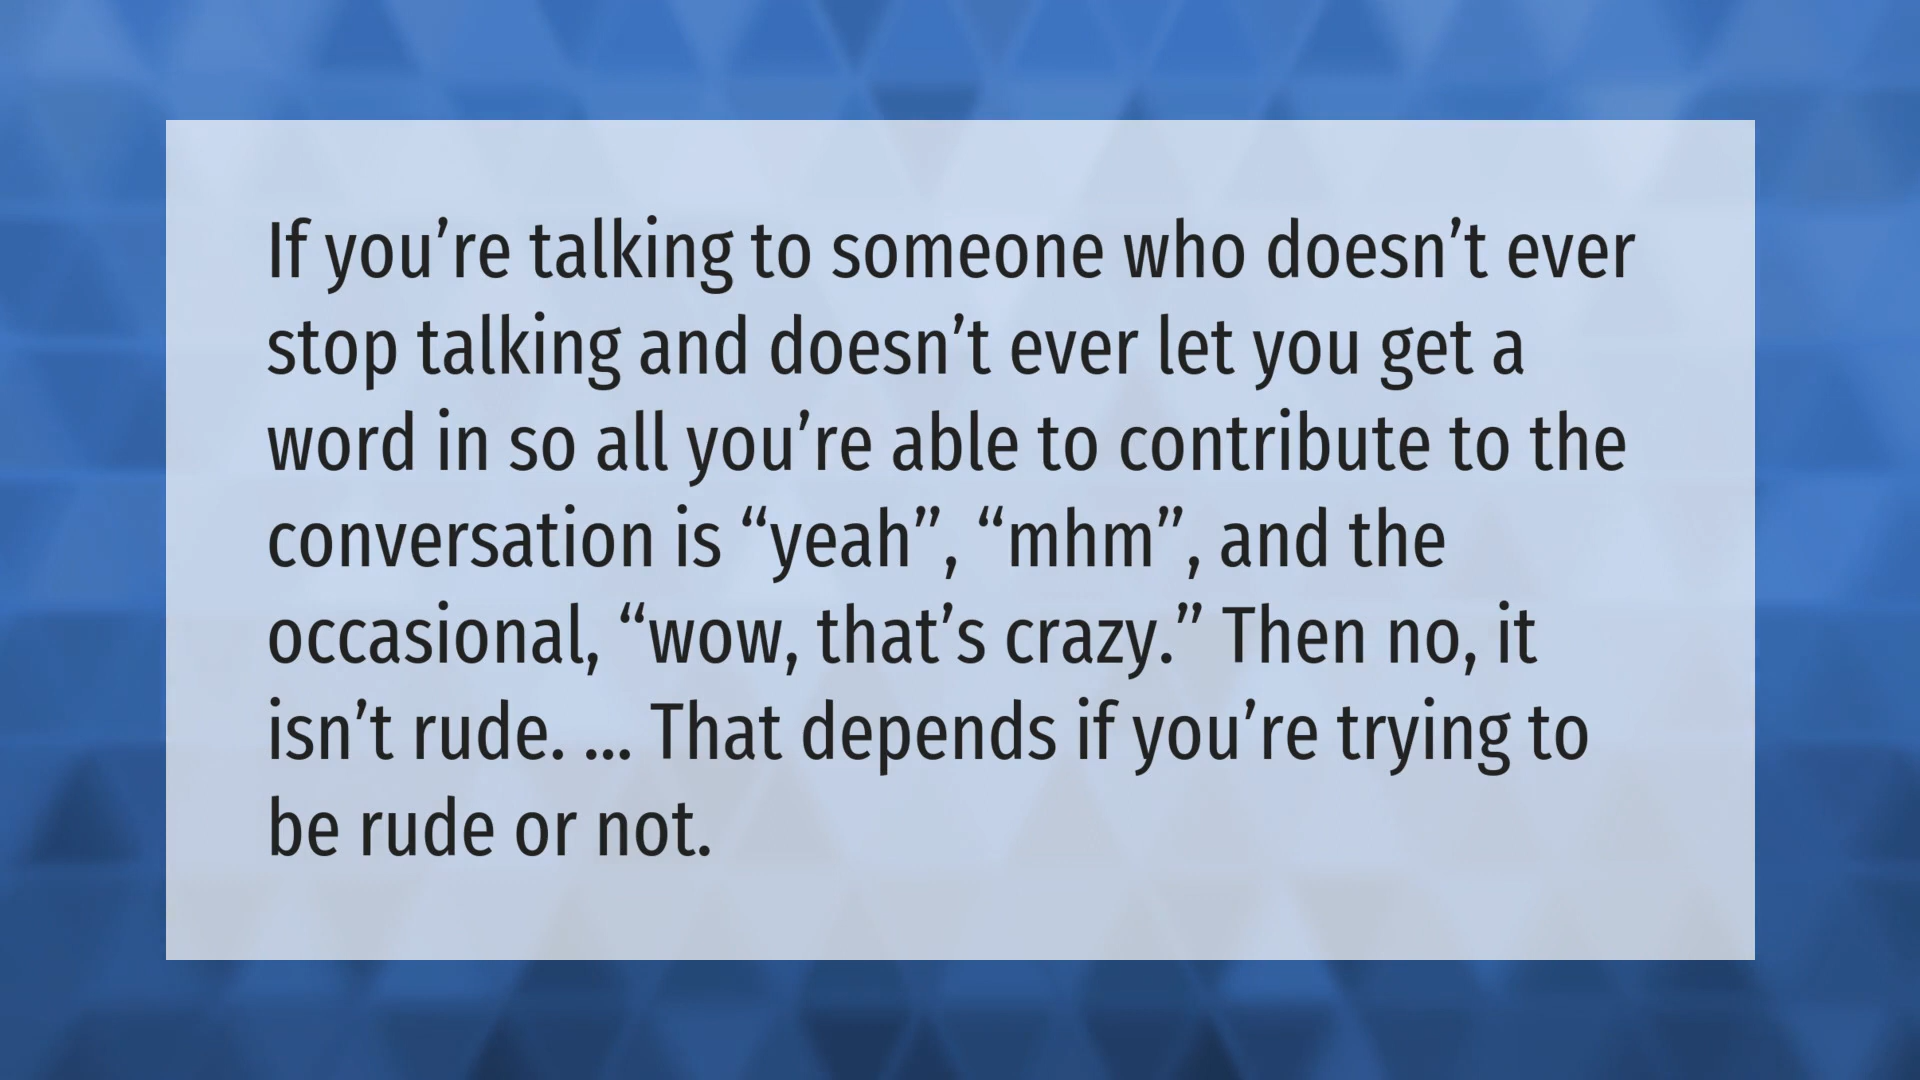 If you’re talking to someone who doesn’t ever
stop talking and doesn’t ever let you get a
word in so all you’re able to contribute to the
conversation is “yeah”, “mhm”, and the
occasional, “wow, that’s crazy.” Then no, it
isn’t rude. ... That depends if you’re trying to
be rude or not.